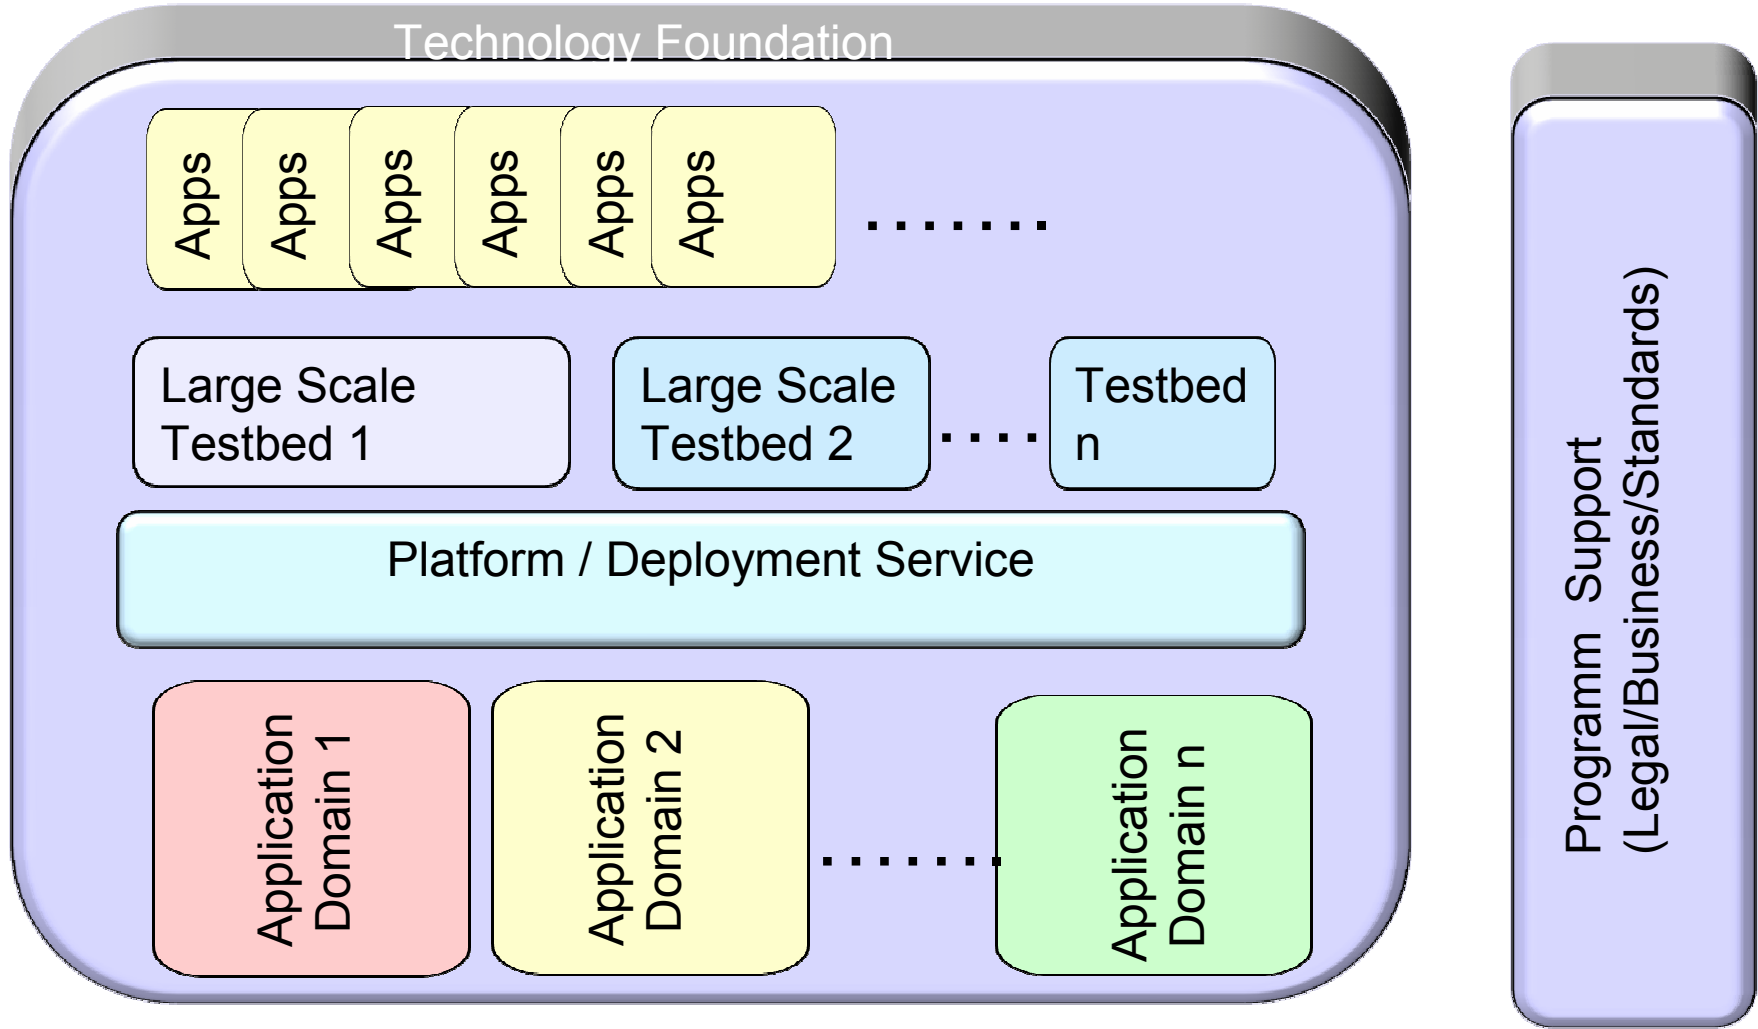 Technology Foundation
Apps
Apps
Apps
Apps
Apps
Apps
.......
Large Scale
Testbed 1
Large Scale
Testbed 2
....
Testbed
n
Platform / Deployment Service
Application
Domain 1
Application
Domain 2
.......
Application
Domain n
Programm Support
(Legal/Business/Standards)